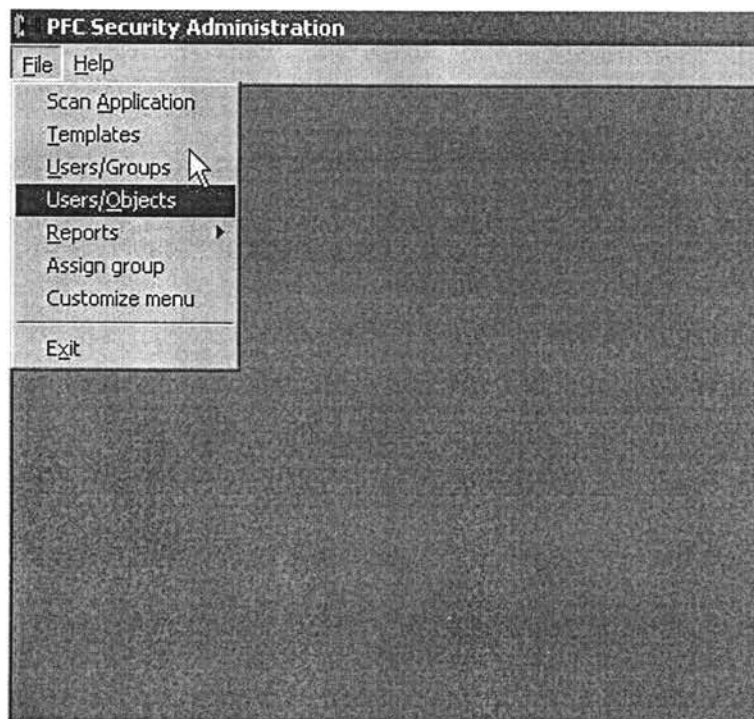 PFC Security Administration
File Help
Scan Application
Templates
Users/Groups
Users/Objects
Reports
Assign group
Customize menu
Exit